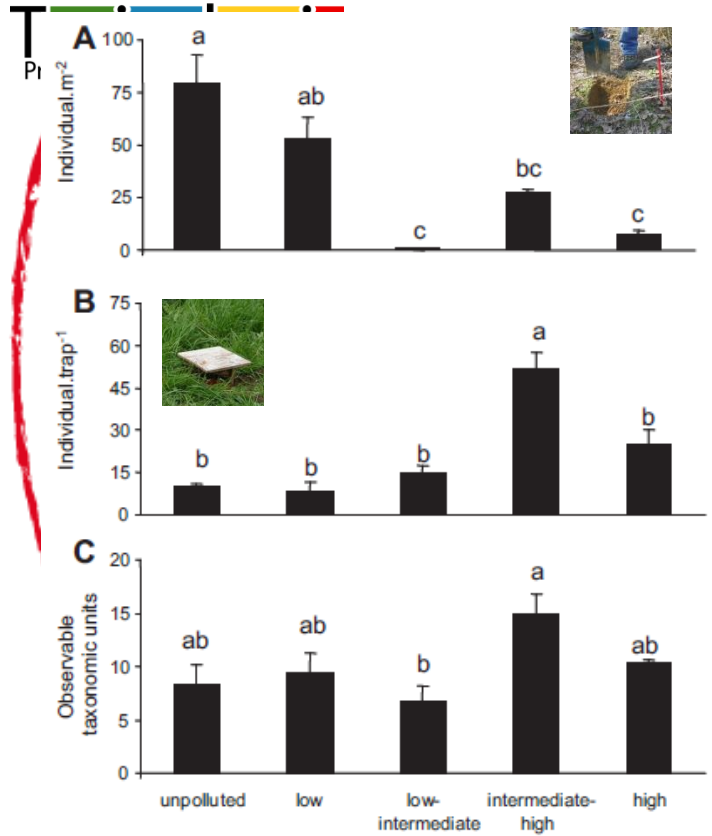 T
Pr
A
Individual.m-2
100
75
50
25
0
a
ab
c
bc
c
B
Individual.trap-1
75
60
45
30
15
0
b
b
b
a
b
C
Observable
taxonomic units
20
15
10
5
0
ab
ab
b
a
ab
unpolluted
low
low-
intermediate
intermediate-
high
high